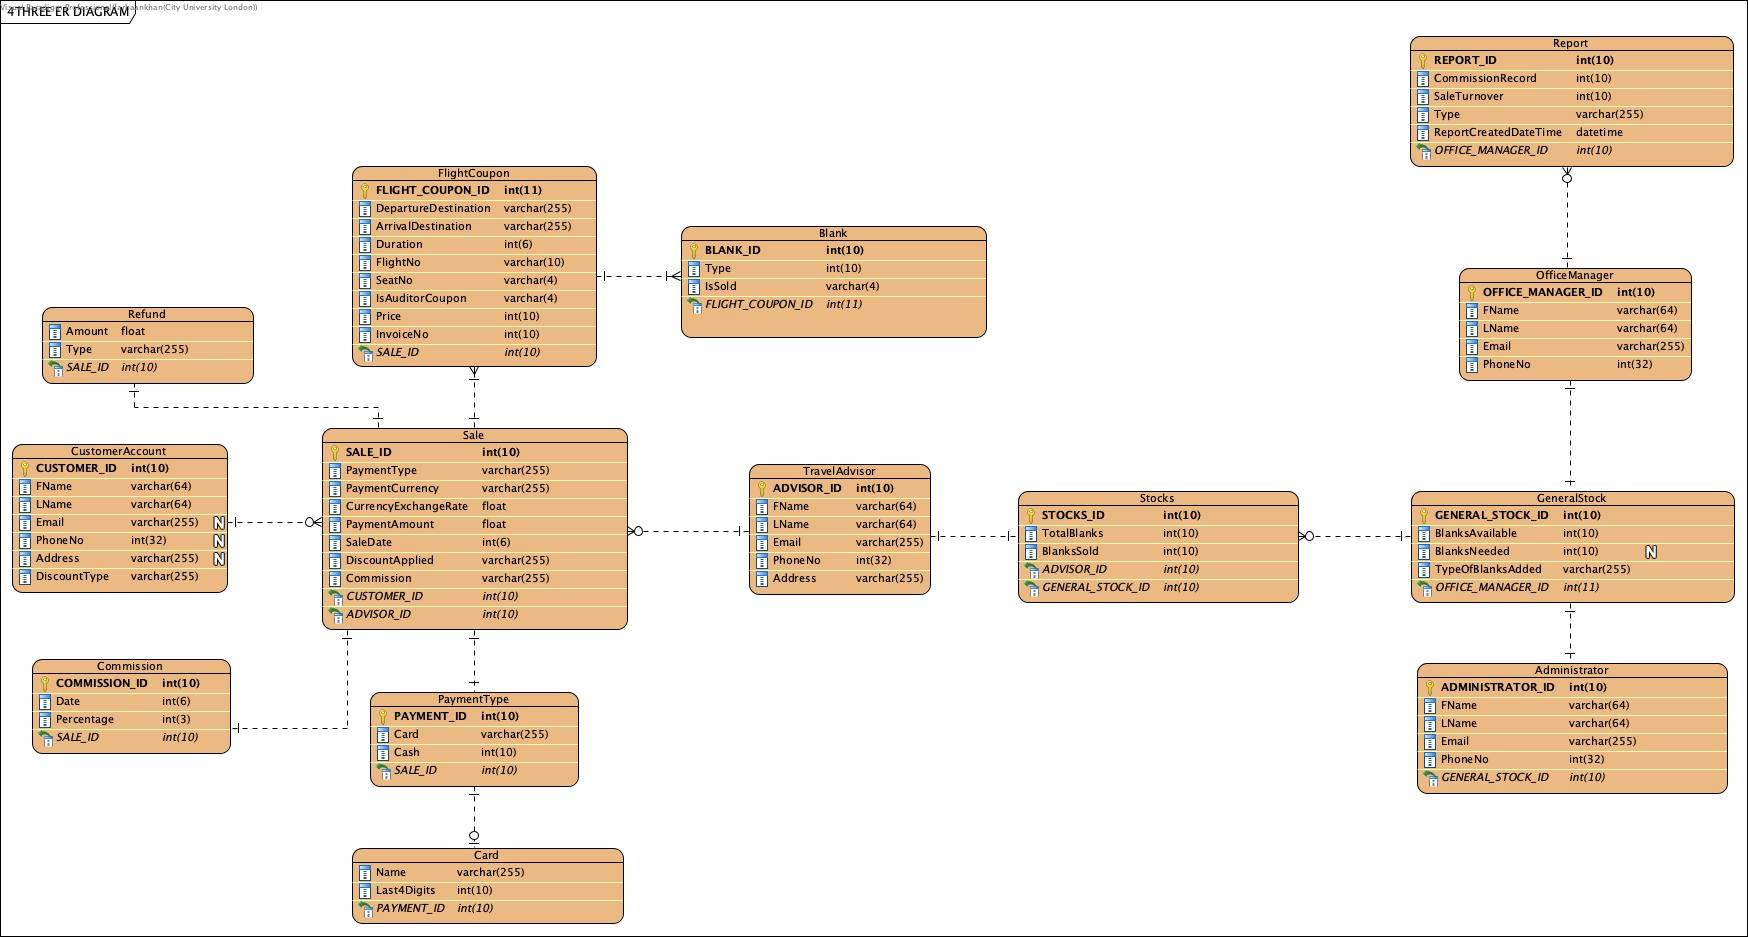 4THREE ER DIAGRAM
Report
REPORT_ID int(10)
CommissionRecord int(10)
SaleTurnover int(10)
Type varchar(255)
ReportCreatedDateTime datetime
OFFICE_MANAGER_ID int(10)
FlightCoupon
FLIGHT_COUPON_ID int(11)
DepartureDestination varchar(255)
ArrivalDestination varchar(255)
Duration int(6)
FlightNo varchar(10)
SeatNo varchar(4)
IsAuditorCoupon varchar(4)
Price int(10)
InvoiceNo int(10)
SALE_ID int(10)
Blank
BLANK_ID int(10)
Type int(10)
IsSold varchar(4)
FLIGHT_COUPON_ID int(11)
OfficeManager
OFFICE_MANAGER_ID int(10)
FName varchar(64)
LName varchar(64)
Email varchar(255)
PhoneNo int(32)
Refund
Amount float
Type varchar(255)
SALE_ID int(10)
CustomerAccount
CUSTOMER_ID int(10)
FName varchar(64)
LName varchar(64)
Email varchar(255) N
PhoneNo int(32) N
Address varchar(255) N
DiscountType varchar(255)
Sale
SALE_ID int(10)
PaymentType varchar(255)
PaymentCurrency varchar(255)
CurrencyExchangeRate float
PaymentAmount float
SaleDate int(6)
DiscountApplied varchar(255)
Commission varchar(255)
CUSTOMER_ID int(10)
ADVISOR_ID int(10)
TravelAdvisor
ADVISOR_ID int(10)
FName varchar(64)
LName varchar(64)
Email varchar(255)
PhoneNo int(32)
Address varchar(255)
Stocks
STOCKS_ID int(10)
TotalBlanks int(10)
BlanksSold int(10)
ADVISOR_ID int(10)
GENERAL_STOCK_ID int(10)
GeneralStock
GENERAL_STOCK_ID int(10)
BlanksAvailable int(10)
BlanksNeeded int(10) N
TypeOfBlanksAdded varchar(255)
OFFICE_MANAGER_ID int(11)
Commission
COMMISSION_ID int(10)
Date int(6)
Percentage int(3)
SALE_ID int(10)
PaymentType
PAYMENT_ID int(10)
Card varchar(255)
Cash int(10)
SALE_ID int(10)
Administrator
ADMINISTRATOR_ID int(10)
FName varchar(64)
LName varchar(64)
Email varchar(255)
PhoneNo int(32)
GENERAL_STOCK_ID int(10)
Card
Name varchar(255)
Last4Digits int(10)
PAYMENT_ID int(10)